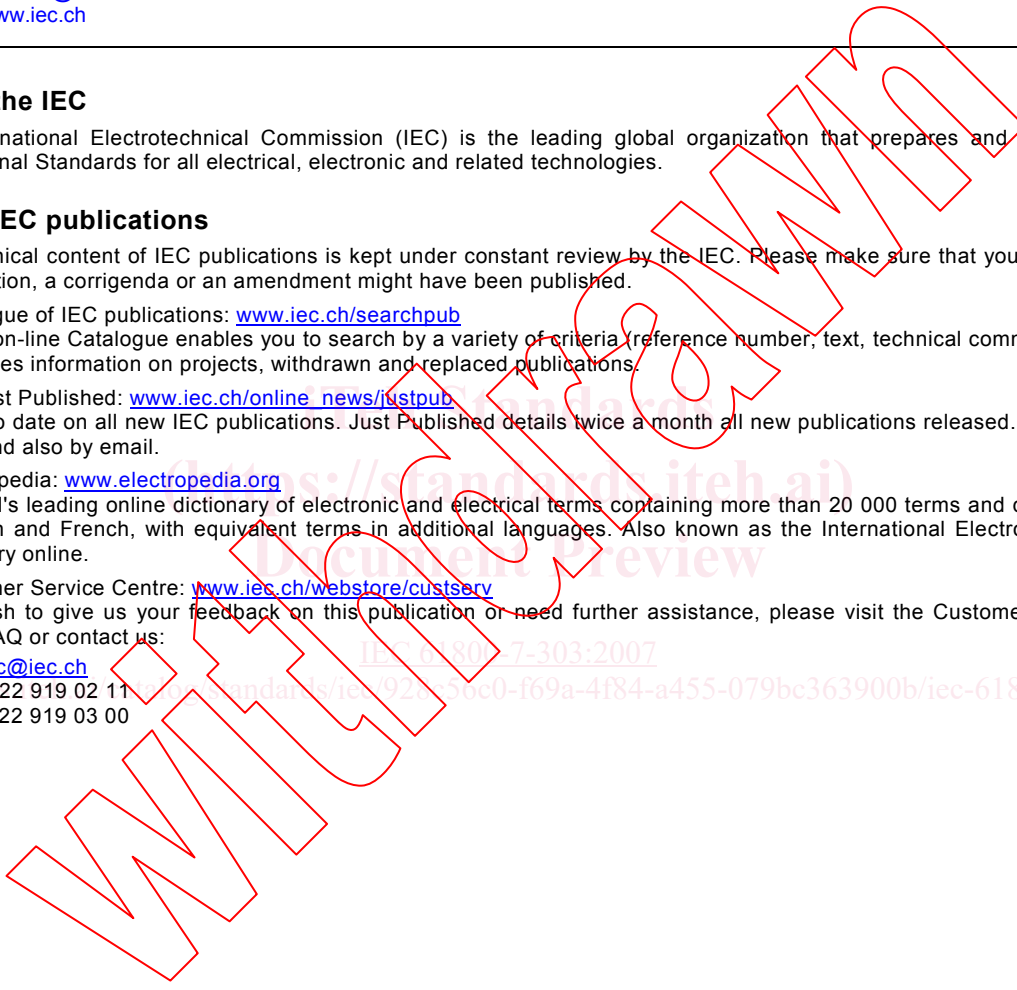 ww.iec.ch
the IEC
national Electrotechnical Commission (IEC) is the leading global organization that prepares and
nal Standards for all electrical, electronic and related technologies.
EC publications
nical content of IEC publications is kept under constant review by the IEC. Please make sure that you
tion, a corrigenda or an amendment might have been published.
gue of IEC publications: www.iec.ch/searchpub
on-line Catalogue enables you to search by a variety of criteria (reference number, text, technical comm
es information on projects, withdrawn and replaced publications.
iTeh Standards
st Published: www.iec.ch/online_news/justpub
o date on all new IEC publications. Just Published details twice a month all new publications released.
nd also by email.
(https://standards.iteh.ai)
pedia: www.electropedia.org
d's leading online dictionary of electronic and electrical terms containing more than 20 000 terms and d
h and French, with equivalent terms in additional languages. Also known as the International Electro
ry online.
Document Preview
mer Service Centre: www.iec.ch/webstore/custserv
sh to give us your feedback on this publication or need further assistance, please visit the Custome
AQ or contact us:
IEC 61800-7-303:2007
c@iec.ch
22 919 02 11
talog/standards/iec/928c56c0-f69a-4f84-a455-079bc363900b/iec-618
22 919 03 00
withdrawn